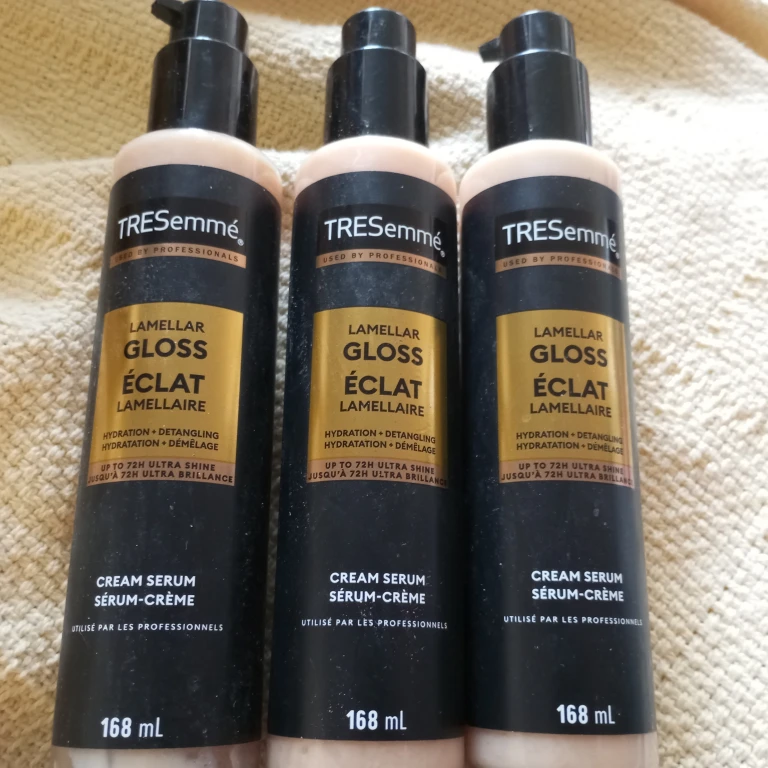 TRESemmé®
USED BY PROFESSIONALS
LAMELLAR
GLOSS
ÉCLAT
LAMELLAIRE
HYDRATION + DETANGLING
HYDRATATION + DÉMÊLAGE
UP TO 72H ULTRA SHINE
JUSQU'À 72H ULTRA BRILLANCE
CREAM SERUM
SÉRUM-CRÈME
UTILISÉ PAR LES PROFESSIONNELS
168 mL
TRESemmé®
USED BY PROFESSIONALS
LAMELLAR
GLOSS
ÉCLAT
LAMELLAIRE
HYDRATION + DETANGLING
HYDRATATION + DÉMÊLAGE
UP TO 72H ULTRA SHINE
JUSQU'À 72H ULTRA BRILLANCE
CREAM SERUM
SÉRUM-CRÈME
UTILISÉ PAR LES PROFESSIONNELS
168 mL
TRESemmé®
USED BY PROFESSIONALS
LAMELLAR
GLOSS
ÉCLAT
LAMELLAIRE
HYDRATION + DETANGLING
HYDRATATION + DÉMÊLAGE
UP TO 72H ULTRA SHINE
JUSQU'À 72H ULTRA BRILLANCE
CREAM SERUM
SÉRUM-CRÈME
UTILISÉ PAR LES PROFESSIONNELS
168 mL